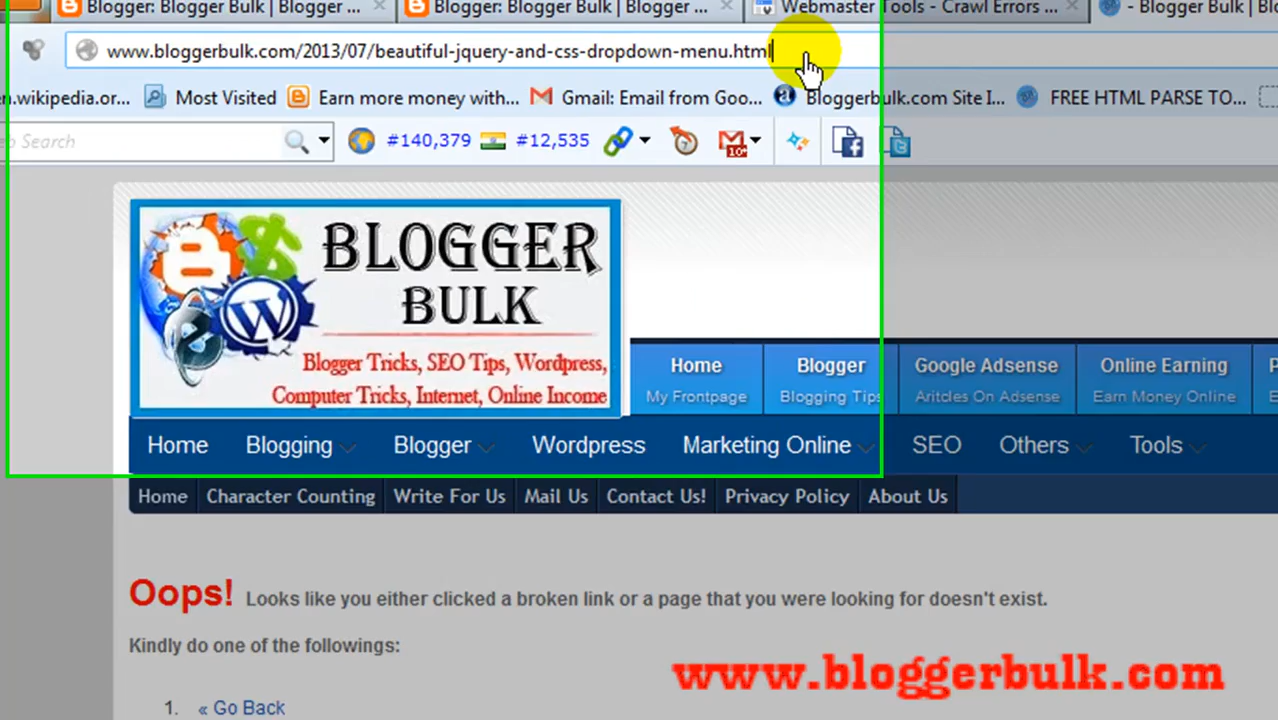 Blogger: Blogger Bulk | Blogger ... Blogger: Blogger Bulk | Blogger ... Webmaster Tools - Crawl Errors ... - Blogger Bulk | Blog
www.bloggerbulk.com/2013/07/beautiful-jquery-and-css-dropdown-menu.html
en.wikipedia.or... Most Visited Earn more money with... Gmail: Email from Goo... Bloggerbulk.com Site I... FREE HTML PARSE TO...
Search #140,379 #12,535 10+
BLOGGER
BULK
Blogger Tricks, SEO Tips, Wordpress,
Computer Tricks, Internet, Online Income
Home Blogger Google Adsense Online Earning
My Frontpage Blogging Tips Aritcles On Adsense Earn Money Online
Home Blogging Blogger Wordpress Marketing Online SEO Others Tools
Home Character Counting Write For Us Mail Us Contact Us! Privacy Policy About Us
Oops! Looks like you either clicked a broken link or a page that you were looking for doesn't exist.
Kindly do one of the followings:
www.bloggerbulk.com
1. « Go Back